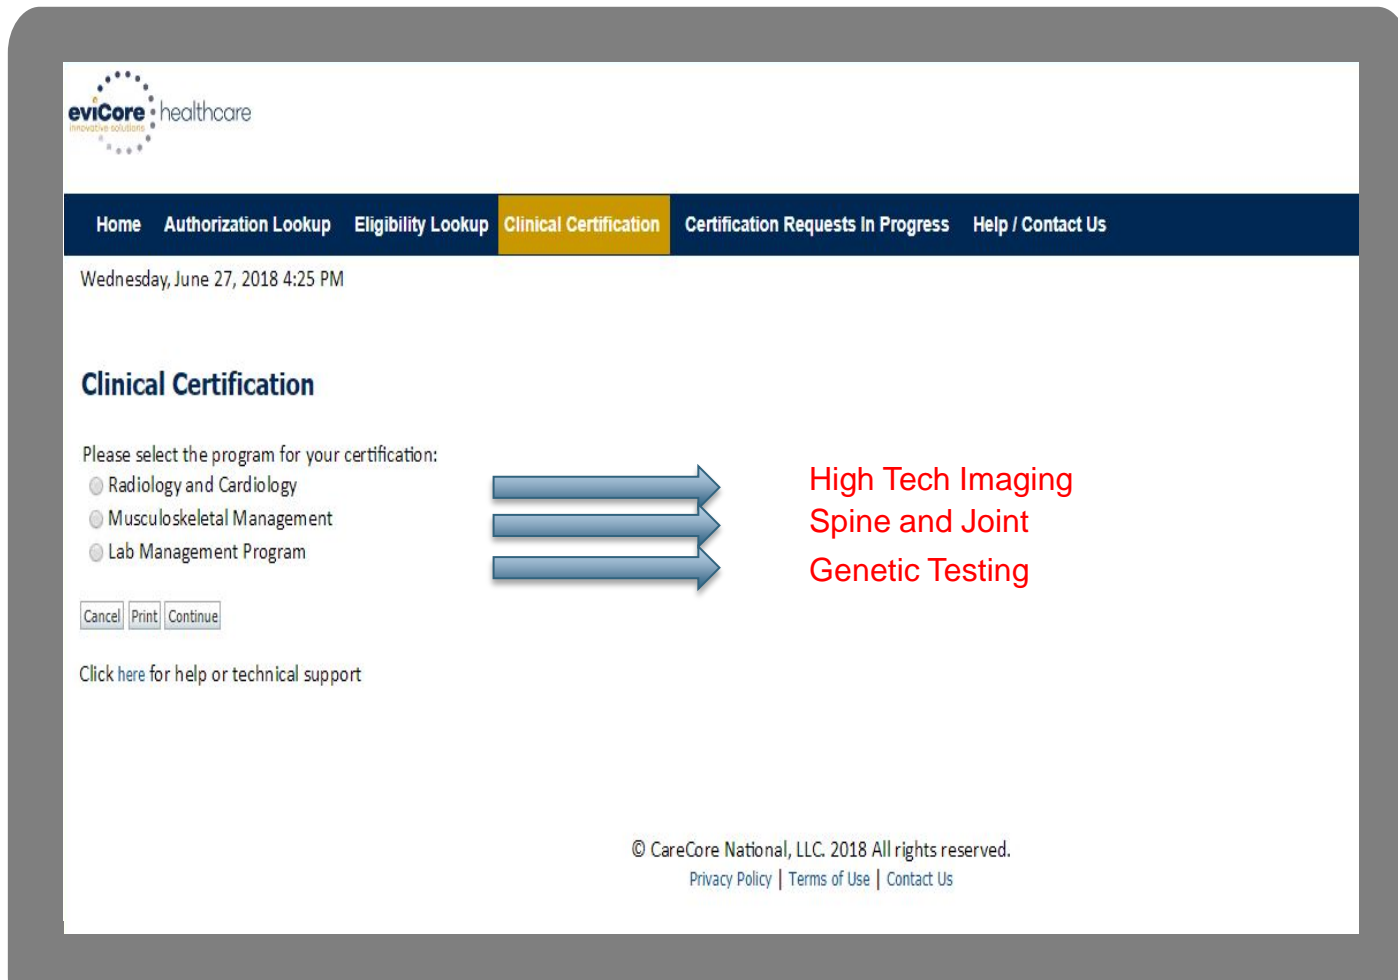 eviCore healthcare
innovative solutions
Home Authorization Lookup Eligibility Lookup Clinical Certification Certification Requests In Progress Help / Contact Us
Wednesday, June 27, 2018 4:25 PM
Clinical Certification
Please select the program for your certification:
Radiology and Cardiology High Tech Imaging
Musculoskeletal Management Spine and Joint
Lab Management Program Genetic Testing
Cancel Print Continue
Click here for help or technical support
© CareCore National, LLC. 2018 All rights reserved.
Privacy Policy | Terms of Use | Contact Us